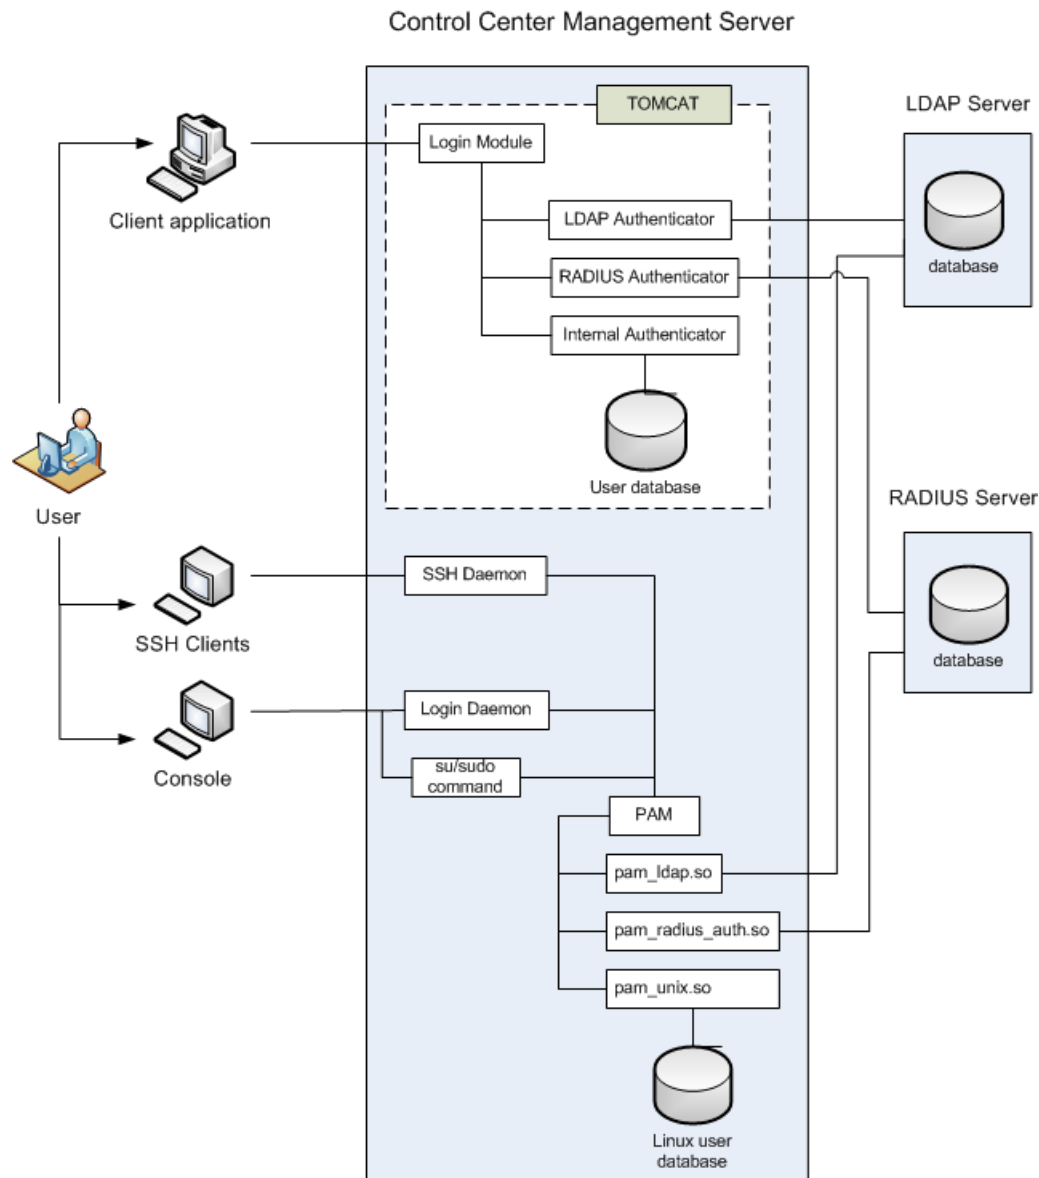 Control Center Management Server
TOMCAT
LDAP Server
Login Module
Client application
LDAP Authenticator
database
RADIUS Authenticator
Internal Authenticator
User database
User
RADIUS Server
SSH Daemon
SSH Clients
database
Login Daemon
Console
su/sudo
command
PAM
pam_ldap.so
pam_radius_auth.so
pam_unix.so
Linux user
database